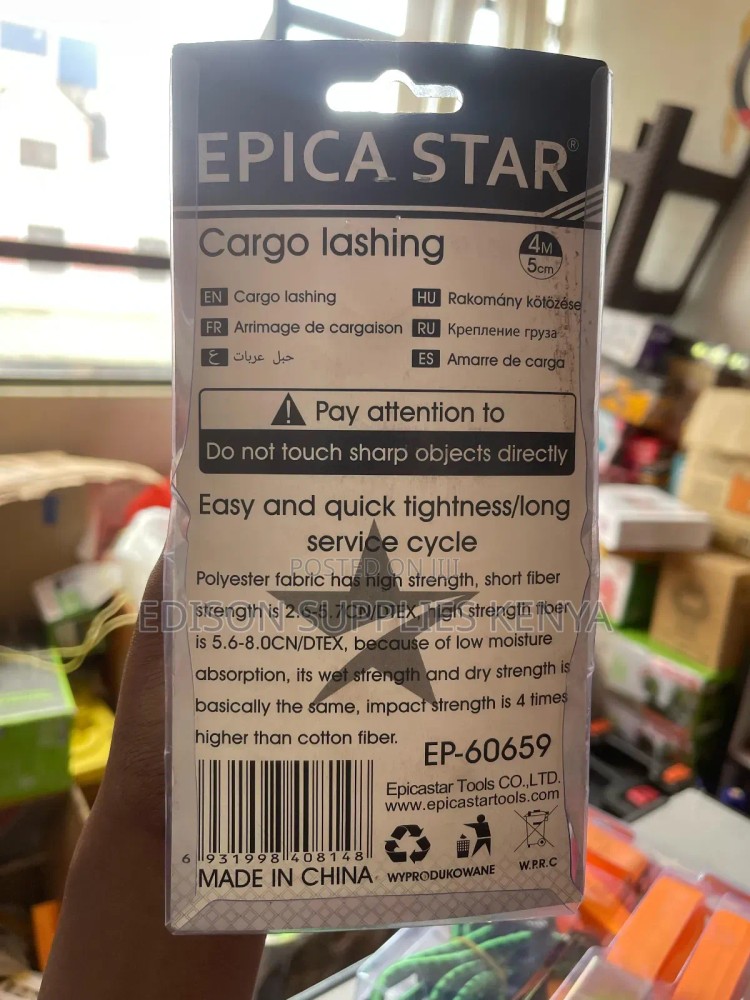 EPICA STAR®
Cargo lashing
4M
5cm
EN Cargo lashing
HU Rakomány kötözése
FR Arrimage de cargaison
RU Крепление груза
ع حبل عربات
ES Amarre de carga
Pay attention to
Do not touch sharp objects directly
Easy and quick tightness/long
service cycle
POSTED ON JIJI
Polyester fabric has high strength, short fiber
EDISON SUPPLIES KENYA
strength is CN/DTEX, high strength fiber
is 5.6-8.0CN/DTEX, because of low moisture
absorption, its wet strength and dry strength is
basically the same, impact strength is 4 times
higher than cotton fiber.
EP-60659
Epicastar Tools CO.,LTD.
www.epicastartools.com
6 931998 408148
MADE IN CHINA
WYPRODUKOWANE
W.P.R.C